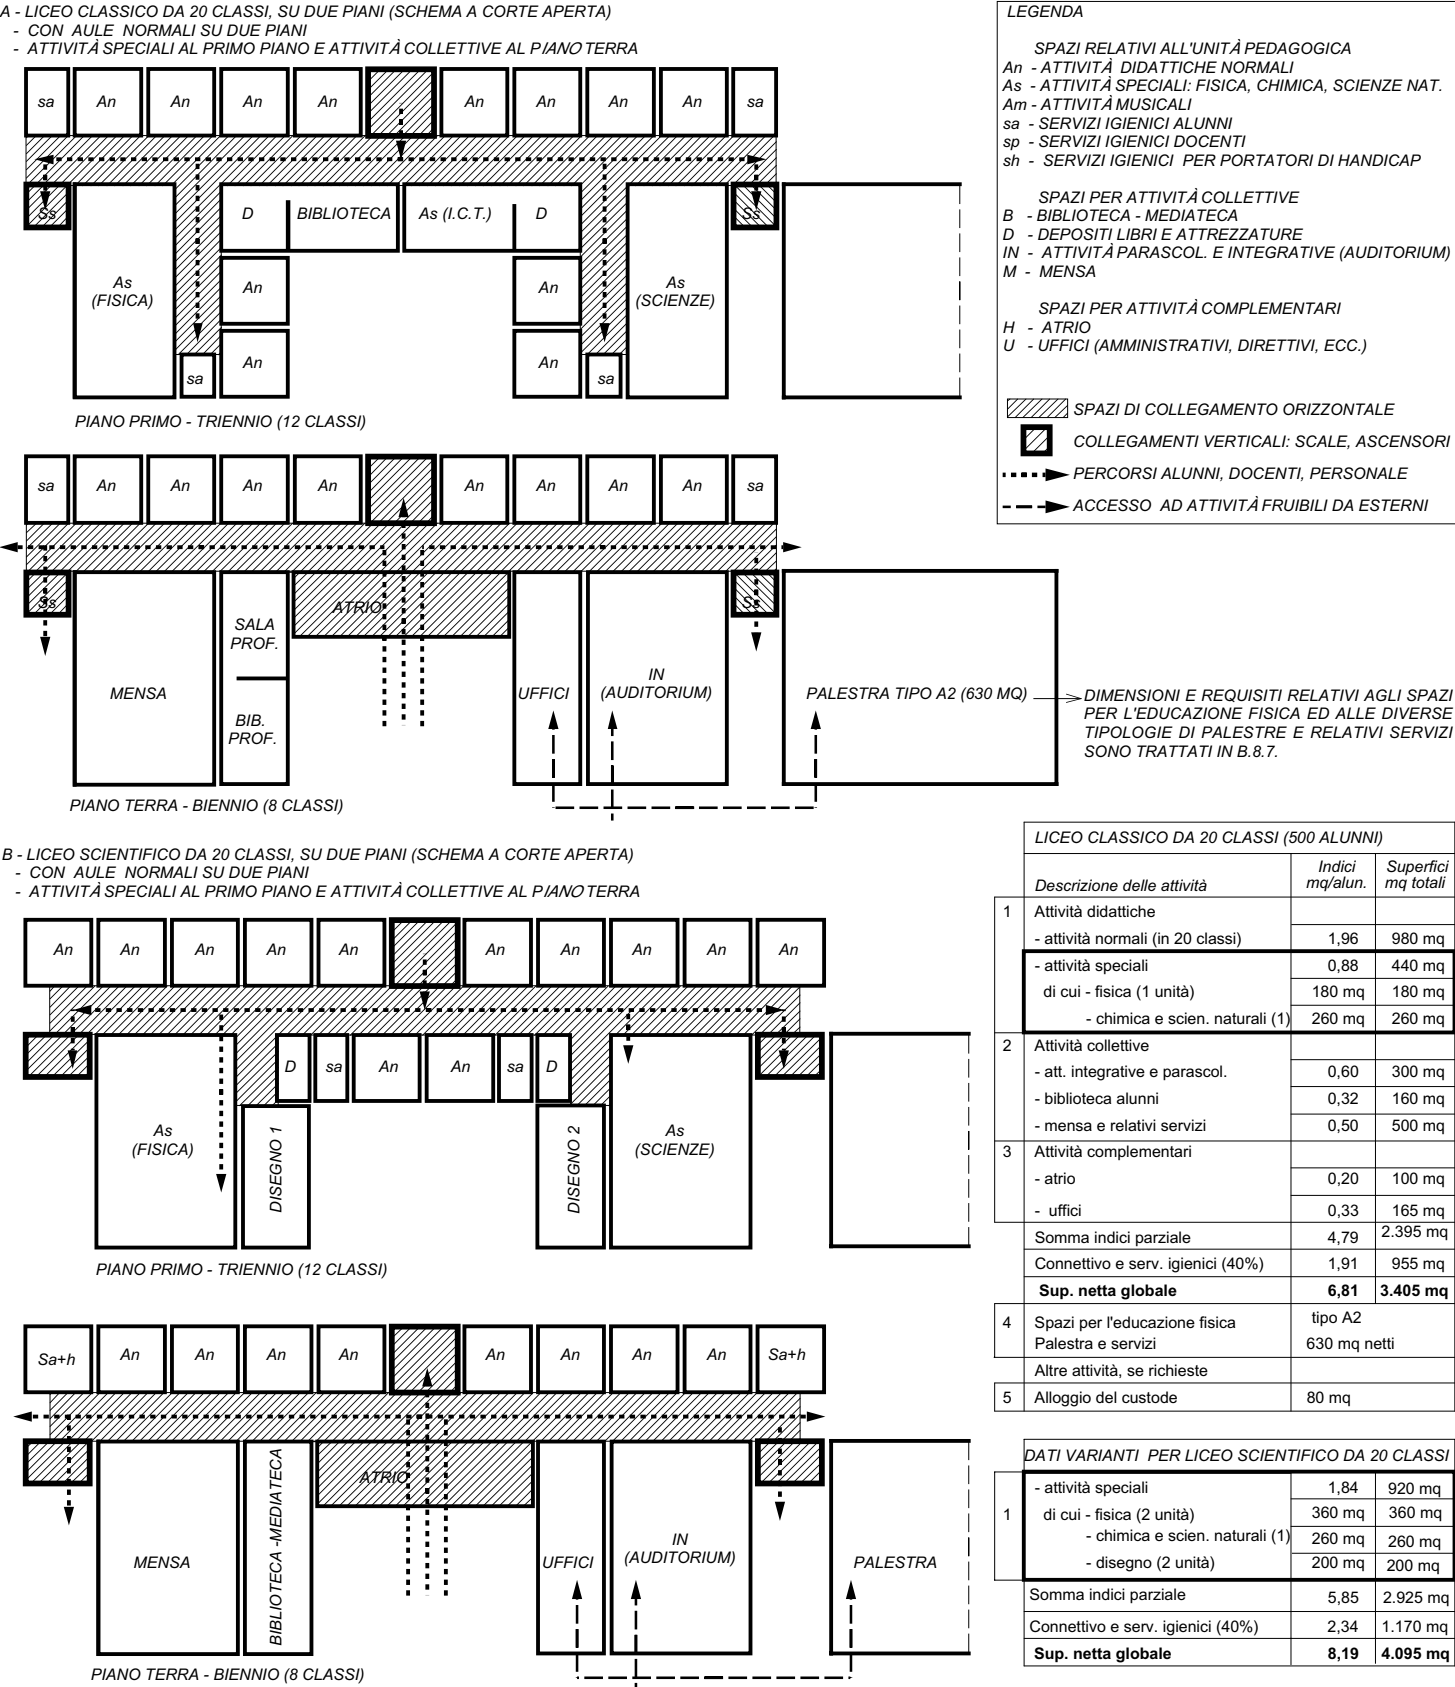 A - LICEO CLASSICO DA 20 CLASSI, SU DUE PIANI (SCHEMA A CORTE APERTA)
- CON AULE NORMALI SU DUE PIANI
- ATTIVITÀ SPECIALI AL PRIMO PIANO E ATTIVITÀ COLLETTIVE AL PIANO TERRA
sa An An An An An An An An sa
Ss D BIBLIOTECA As (I.C.T.) D Ss
As
(FISICA)
An An
As
(SCIENZE)
sa An An sa
PIANO PRIMO - TRIENNIO (12 CLASSI)
sa An An An An An An An An sa
Ss ATRIO Ss
SALA
PROF.
MENSA
BIB.
PROF.
UFFICI
IN
(AUDITORIUM)
PALESTRA TIPO A2 (630 MQ)
DIMENSIONI E REQUISITI RELATIVI AGLI SPAZI
PER L'EDUCAZIONE FISICA ED ALLE DIVERSE
TIPOLOGIE DI PALESTRE E RELATIVI SERVIZI
SONO TRATTATI IN B.8.7.
PIANO TERRA - BIENNIO (8 CLASSI)
LEGENDA
SPAZI RELATIVI ALL'UNITÀ PEDAGOGICA
An - ATTIVITÀ DIDATTICHE NORMALI
As - ATTIVITÀ SPECIALI: FISICA, CHIMICA, SCIENZE NAT.
Am - ATTIVITÀ MUSICALI
sa - SERVIZI IGIENICI ALUNNI
sp - SERVIZI IGIENICI DOCENTI
sh - SERVIZI IGIENICI PER PORTATORI DI HANDICAP
SPAZI PER ATTIVITÀ COLLETTIVE
B - BIBLIOTECA - MEDIATECA
D - DEPOSITI LIBRI E ATTREZZATURE
IN - ATTIVITÀ PARASCOL. E INTEGRATIVE (AUDITORIUM)
M - MENSA
SPAZI PER ATTIVITÀ COMPLEMENTARI
H - ATRIO
U - UFFICI (AMMINISTRATIVI, DIRETTIVI, ECC.)
SPAZI DI COLLEGAMENTO ORIZZONTALE
COLLEGAMENTI VERTICALI: SCALE, ASCENSORI
PERCORSI ALUNNI, DOCENTI, PERSONALE
ACCESSO AD ATTIVITÀ FRUIBILI DA ESTERNI
B - LICEO SCIENTIFICO DA 20 CLASSI, SU DUE PIANI (SCHEMA A CORTE APERTA)
- CON AULE NORMALI SU DUE PIANI
- ATTIVITÀ SPECIALI AL PRIMO PIANO E ATTIVITÀ COLLETTIVE AL PIANO TERRA
An An An An An An An An An An
D sa An An sa D
As
(FISICA)
DISEGNO 1
DISEGNO 2
As
(SCIENZE)
PIANO PRIMO - TRIENNIO (12 CLASSI)
Sa+h An An An An An An An An Sa+h
ATRIO
MENSA
BIBLIOTECA -MEDIATECA
UFFICI
IN
(AUDITORIUM)
PALESTRA
PIANO TERRA - BIENNIO (8 CLASSI)
LICEO CLASSICO DA 20 CLASSI (500 ALUNNI)
Descrizione delle attività Indici mq/alun. Superfici mq totali
1 Attività didattiche
- attività normali (in 20 classi) 1,96 980 mq
- attività speciali 0,88 440 mq
di cui - fisica (1 unità) 180 mq 180 mq
- chimica e scien. naturali (1) 260 mq 260 mq
2 Attività collettive
- att. integrative e parascol. 0,60 300 mq
- biblioteca alunni 0,32 160 mq
- mensa e relativi servizi 0,50 500 mq
3 Attività complementari
- atrio 0,20 100 mq
- uffici 0,33 165 mq
Somma indici parziale 4,79 2.395 mq
Connettivo e serv. igienici (40%) 1,91 955 mq
Sup. netta globale 6,81 3.405 mq
4 Spazi per l'educazione fisica tipo A2
Palestra e servizi 630 mq netti
Altre attività, se richieste
5 Alloggio del custode 80 mq
DATI VARIANTI PER LICEO SCIENTIFICO DA 20 CLASSI
- attività speciali 1,84 920 mq
1 di cui - fisica (2 unità) 360 mq 360 mq
- chimica e scien. naturali (1) 260 mq 260 mq
- disegno (2 unità) 200 mq 200 mq
Somma indici parziale 5,85 2.925 mq
Connettivo e serv. igienici (40%) 2,34 1.170 mq
Sup. netta globale 8,19 4.095 mq